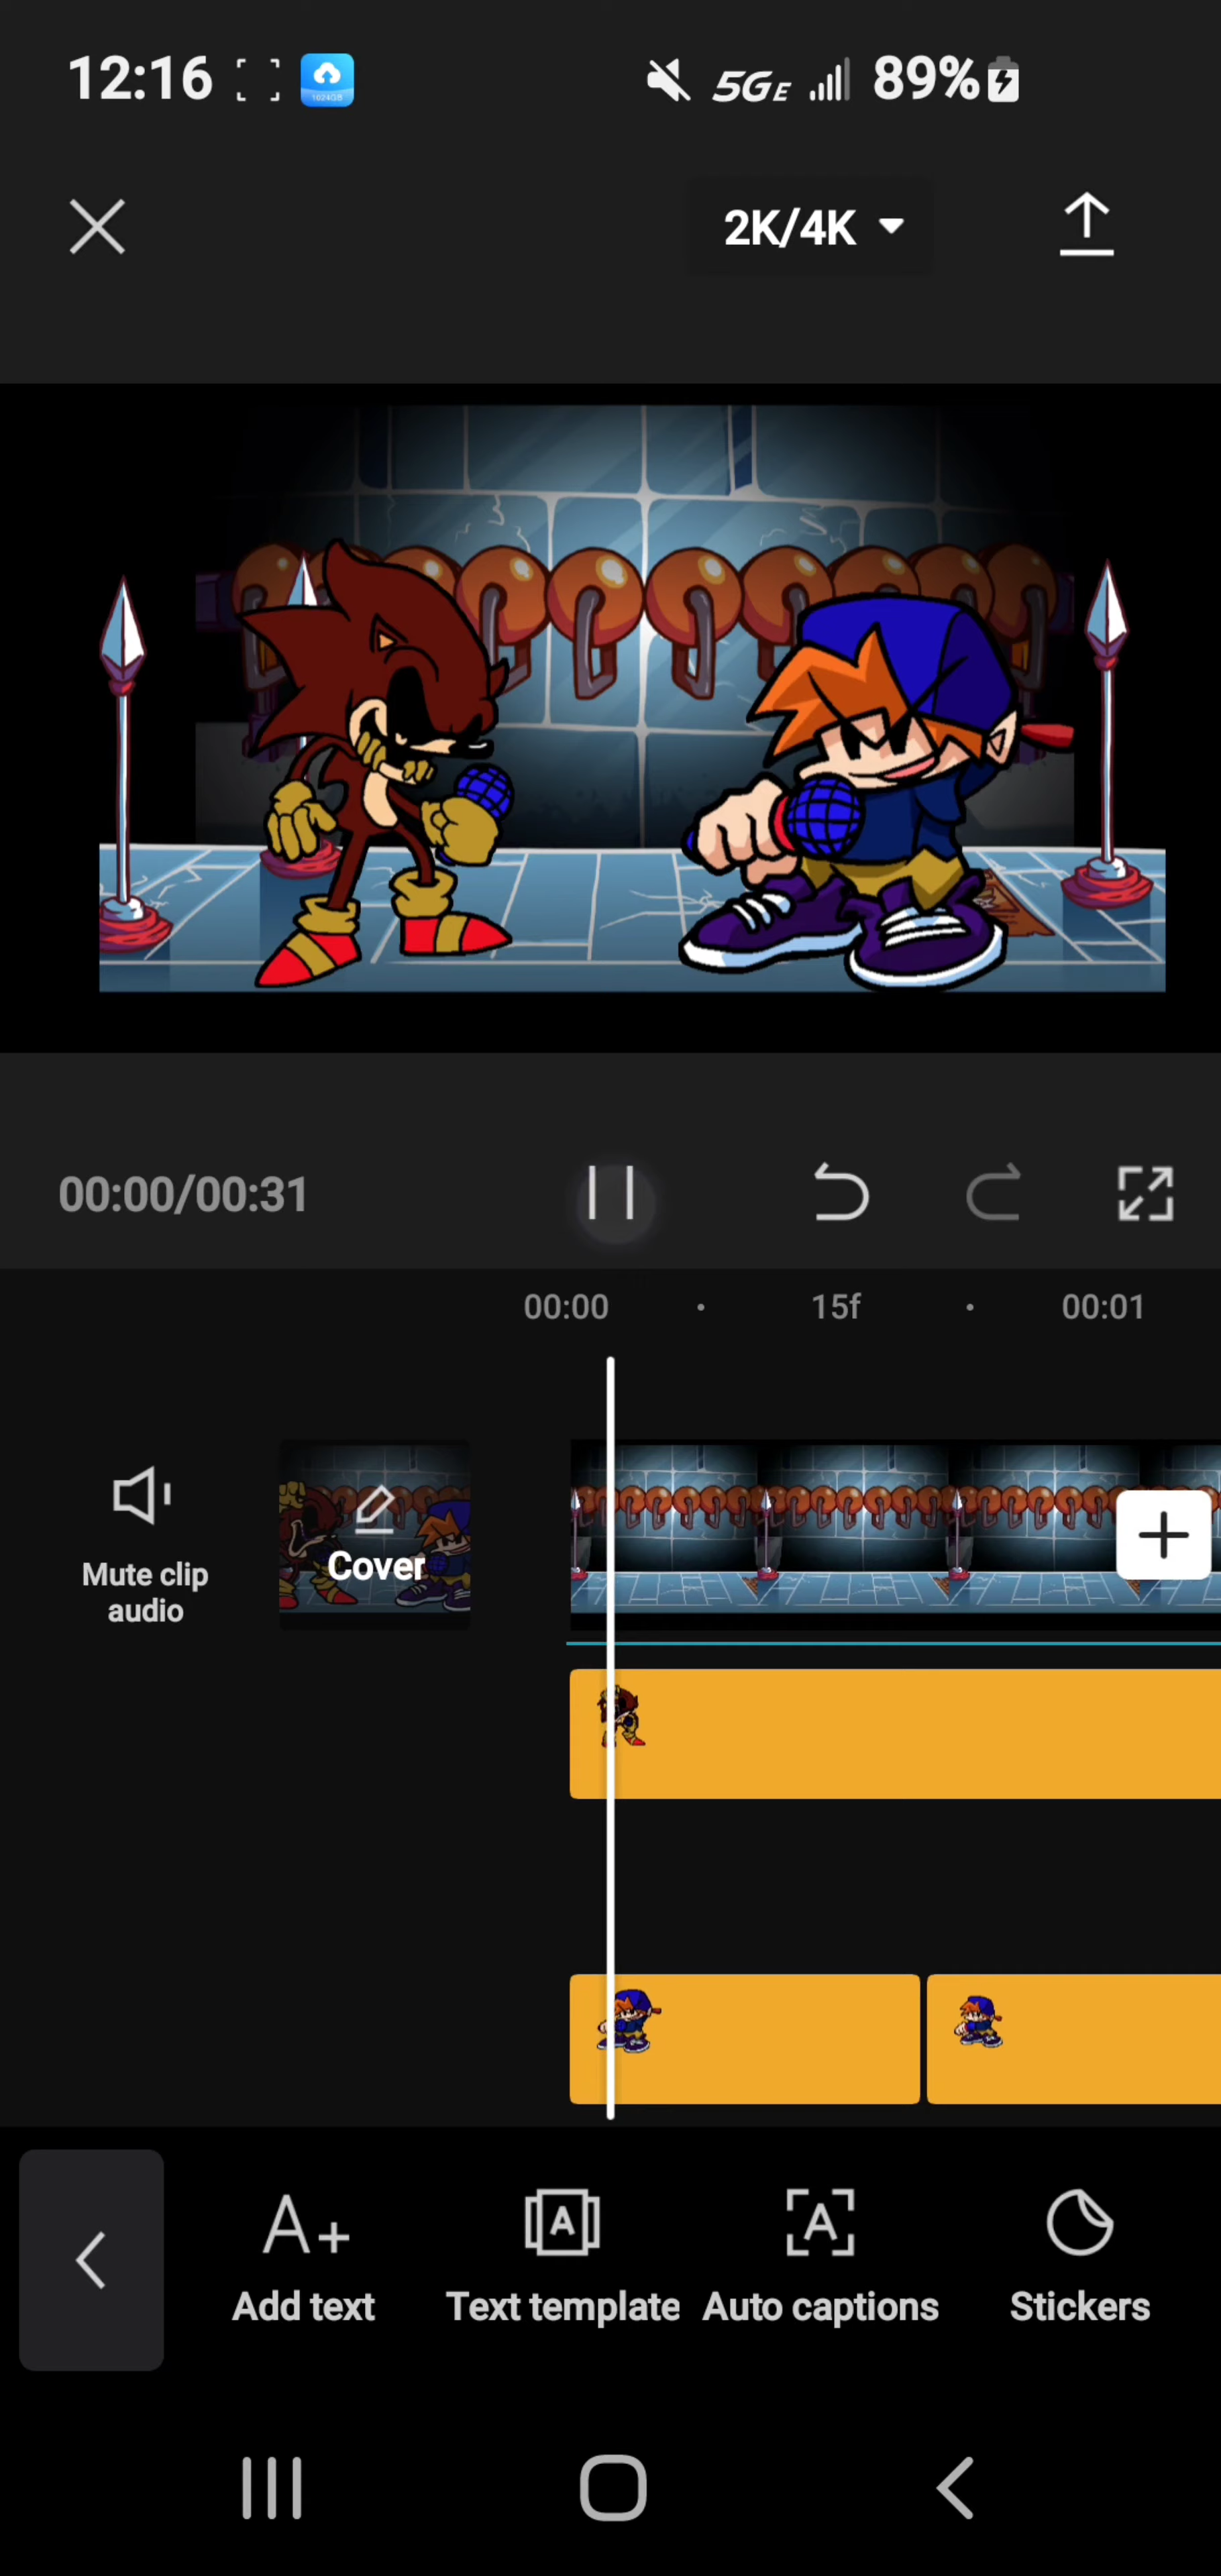 12:16
1024GB
5GE
89%
2K/4K
00:00/00:31
00:00
15f
00:01
Mute clip
audio
Cover
A+
A
A
Add text
Text template
Auto captions
Stickers